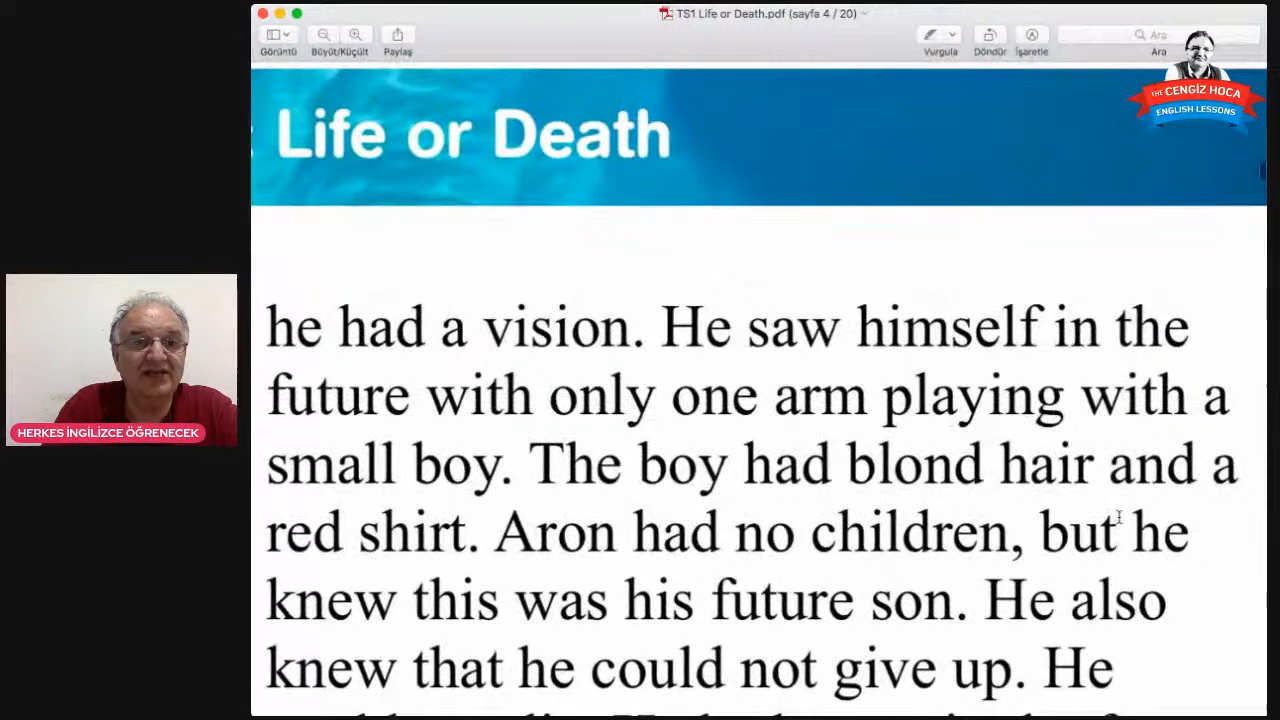 TS1 Life or Death.pdf (sayfa 4 / 20)
Görüntü
Büyüt/Küçült
Paylaş
Vurgula
Döndür
İşaretle
Ara
Ara
THE CENGİZ HOCA
ENGLISH LESSONS
: Life or Death
he had a vision. He saw himself in the
future with only one arm playing with a
small boy. The boy had blond hair and a
red shirt. Aron had no children, but he
knew this was his future son. He also
knew that he could not give up. He
HERKES İNGİLİZCE ÖĞRENECEK